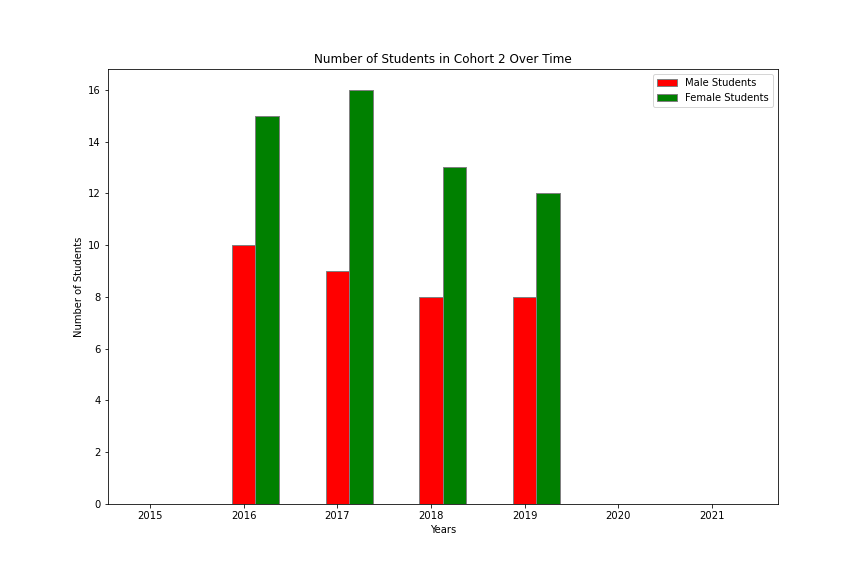 Number of Students in Cohort 2 Over Time
Male Students
Female Students
16
14
12
10
8
6
4
2
0
Number of Students
2015 2016 2017 2018 2019 2020 2021
Years